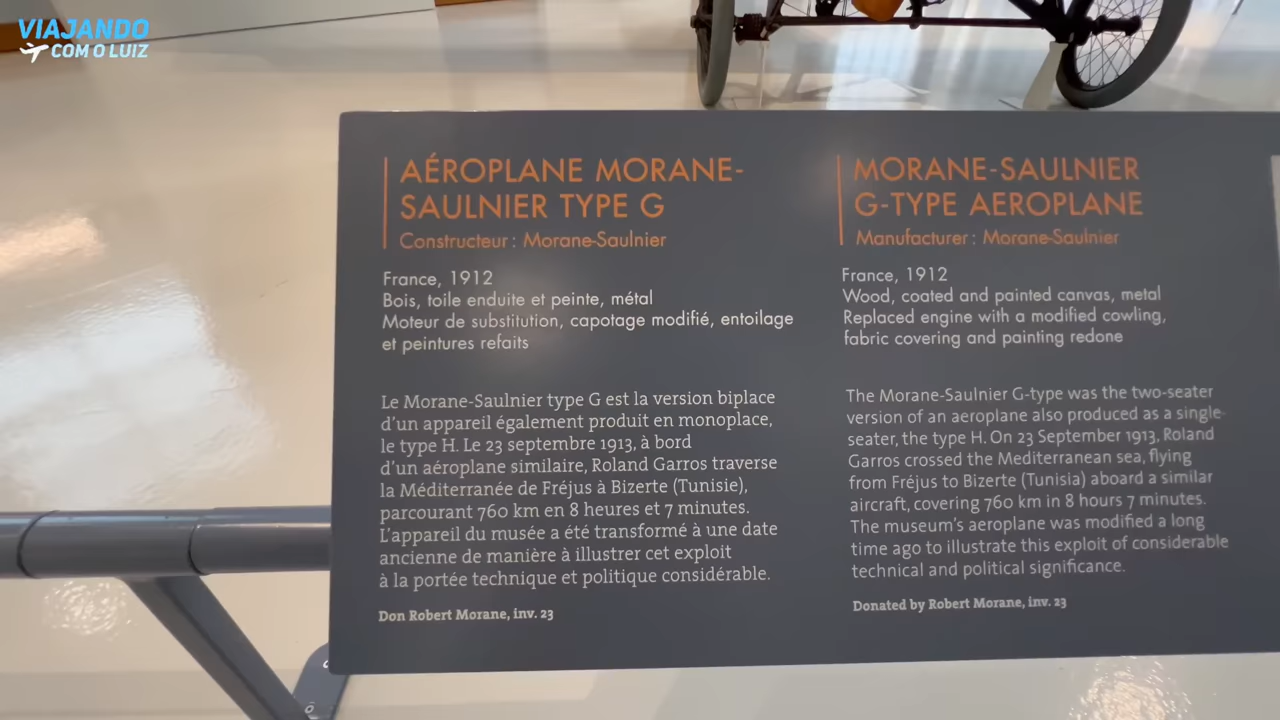 VIAJANDO
COM O LUIZ
AÉROPLANE MORANE-
SAULNIER TYPE G
Constructeur : Morane-Saulnier
France, 1912
Bois, toile enduite et peinte, métal
Moteur de substitution, capotage modifié, entoilage
et peintures refaits
Le Morane-Saulnier type G est la version biplace
d'un appareil également produit en monoplace,
le type H. Le 23 septembre 1913, à bord
d'un aéroplane similaire, Roland Garros traverse
la Méditerranée de Fréjus à Bizerte (Tunisie),
parcourant 760 km en 8 heures et 7 minutes.
L'appareil du musée a été transformé à une date
ancienne de manière à illustrer cet exploit
à la portée technique et politique considérable.
Don Robert Morane, inv. 23
MORANE-SAULNIER
G-TYPE AEROPLANE
Manufacturer : Morane-Saulnier
France, 1912
Wood, coated and painted canvas, metal
Replaced engine with a modified cowling,
fabric covering and painting redone
The Morane-Saulnier G-type was the two-seater
version of an aeroplane also produced as a single-
seater, the type H. On 23 September 1913, Roland
Garros crossed the Mediterranean sea, flying
from Fréjus to Bizerte (Tunisia) aboard a similar
aircraft, covering 760 km in 8 hours 7 minutes.
The museum's aeroplane was modified a long
time ago to illustrate this exploit of considerable
technical and political significance.
Donated by Robert Morane, inv. 23